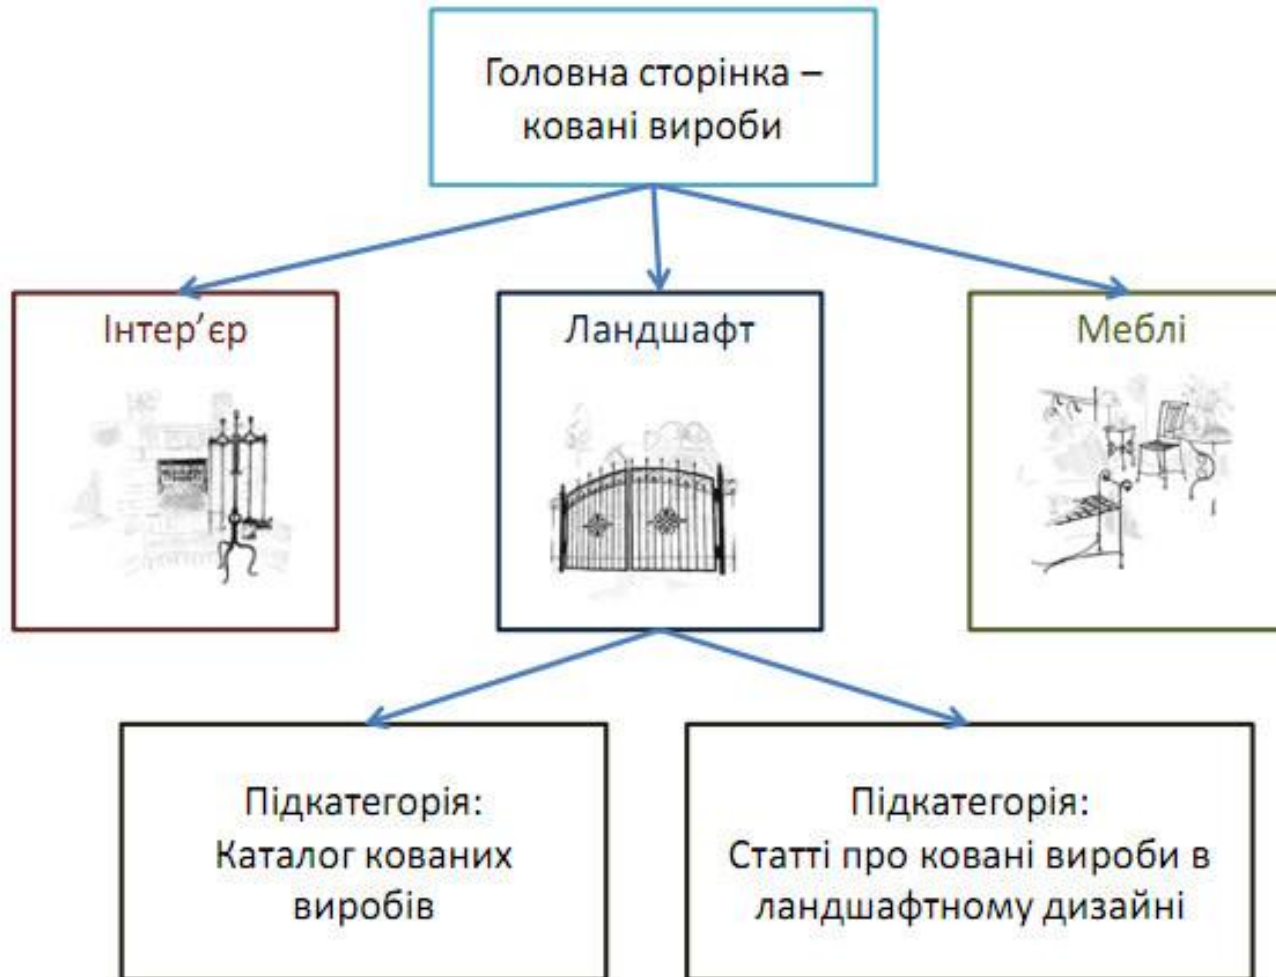 Головна сторінка –
ковані вироби
Інтер’єр
Ландшафт
Меблі
Підкатегорія:
Каталог кованих
виробів
Підкатегорія:
Статті про ковані вироби в
ландшафтному дизайні